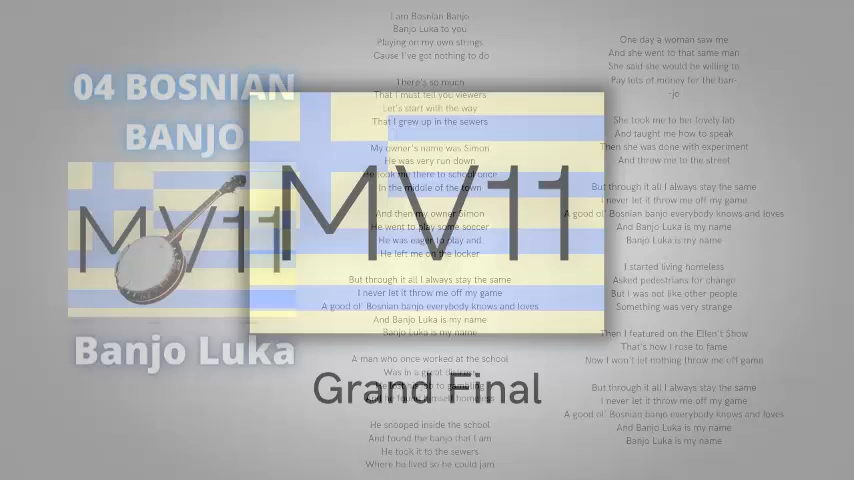 04 BOSNIAN
BANJO
MV11
Banjo Luka
MV11
Grand Final
I am Bosnian Banjo
Banjo Luka to you
Playing on my own strings
Cause I've got nothing to do
There's so much
That I must tell you viewers
Let's start with the way
That I grew up in the sewers
My owner's name was Simon
He was very run down
He took me there to school once
In the middle of the town
And then my owner Simon
He went to play some soccer
He was eager to play and
He left me on the locker
But through it all I always stay the same
I never let it throw me off my game
A good ol' Bosnian banjo everybody knows and loves
And Banjo Luka is my name
Banjo Luka is my name
A man who once worked at the school
Was in a great distress
He lost his job to gambling
And he found himself homeless
He snooped inside the school
And found the banjo that I am
He took it to the sewers
Where he lived so he could jam
One day a woman saw me
And she went to that same man
She said she would be willing to
Pay lots of money for the ban-
-jo
She took me to her lovely lab
And taught me how to speak
Then she was done with experiment
And threw me to the street
But through it all I always stay the same
I never let it throw me off my game
A good ol' Bosnian banjo everybody knows and loves
And Banjo Luka is my name
Banjo Luka is my name
I started living homeless
Asked pedestrians for change
But I was not like other people
Something was very strange
Then I featured on the Ellen't Show
That's how I rose to fame
Now I won't let nothing throw me off game
But through it all I always stay the same
I never let it throw me off my game
A good ol' Bosnian banjo everybody knows and loves
And Banjo Luka is my name
Banjo Luka is my name